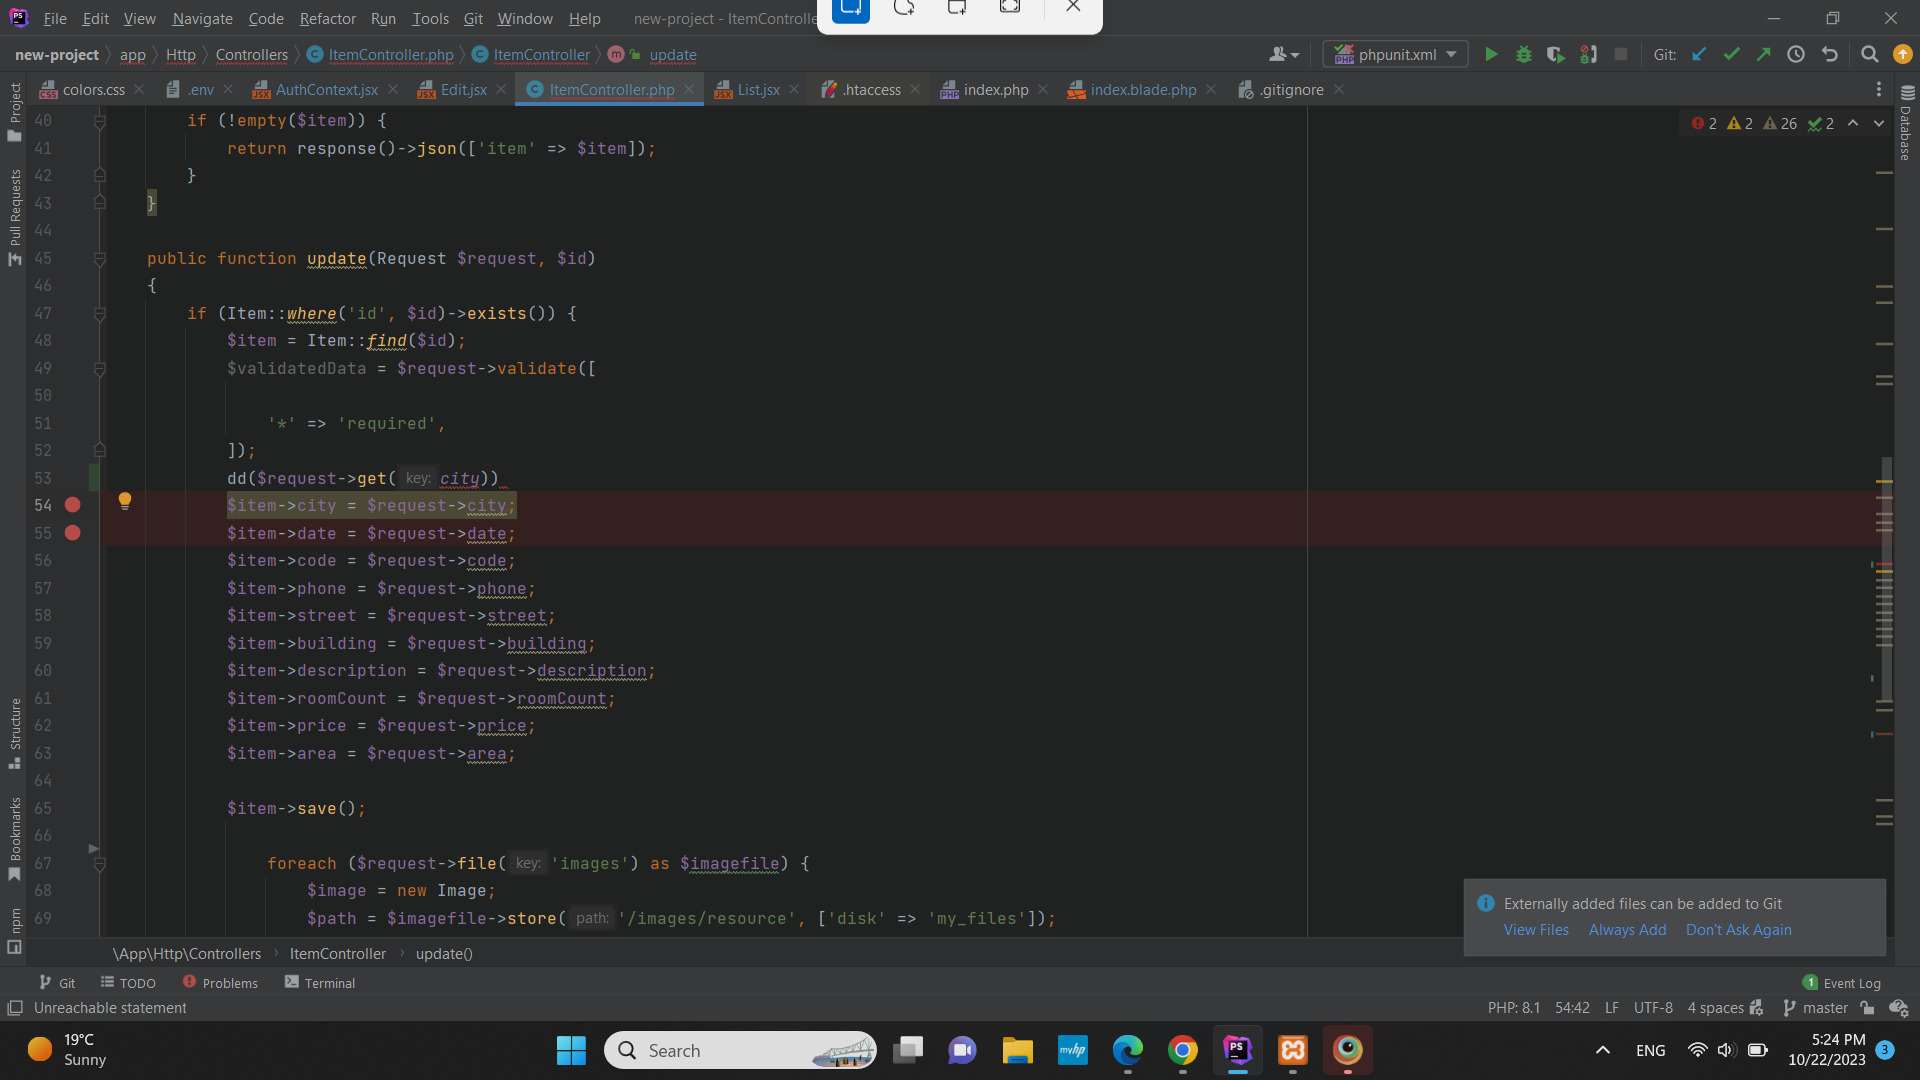 File Edit View Navigate Code Refactor Run Tools Git Window Help new-project - ItemControlle
new-project app Http Controllers ItemController.php ItemController update phpunit.xml Git:
colors.css .env AuthContext.jsx Edit.jsx ItemController.php List.jsx .htaccess index.php index.blade.php .gitignore
Project
Pull Requests
Structure
Bookmarks
npm
Database
2 2 26 2
40 if (!empty($item)) {
41 return response()->json(['item' => $item]);
42 }
43 }
44
45 public function update(Request $request, $id)
46 {
47 if (Item::where('id', $id)->exists()) {
48 $item = Item::find($id);
49 $validatedData = $request->validate([
50
51 '*' => 'required',
52 ]);
53 dd($request->get( key: city))
54 $item->city = $request->city;
55 $item->date = $request->date;
56 $item->code = $request->code;
57 $item->phone = $request->phone;
58 $item->street = $request->street;
59 $item->building = $request->building;
60 $item->description = $request->description;
61 $item->roomCount = $request->roomCount;
62 $item->price = $request->price;
63 $item->area = $request->area;
64
65 $item->save();
66
67 foreach ($request->file( key: 'images') as $imagefile) {
68 $image = new Image;
69 $path = $imagefile->store( path: '/images/resource', ['disk' => 'my_files']);
Externally added files can be added to Git
View Files Always Add Don't Ask Again
\App\Http\Controllers ItemController update()
Git TODO Problems Terminal 1 Event Log
Unreachable statement PHP: 8.1 54:42 LF UTF-8 4 spaces master
19°C
Sunny
Search
myhp
PS
ENG
5:24 PM
10/22/2023
3